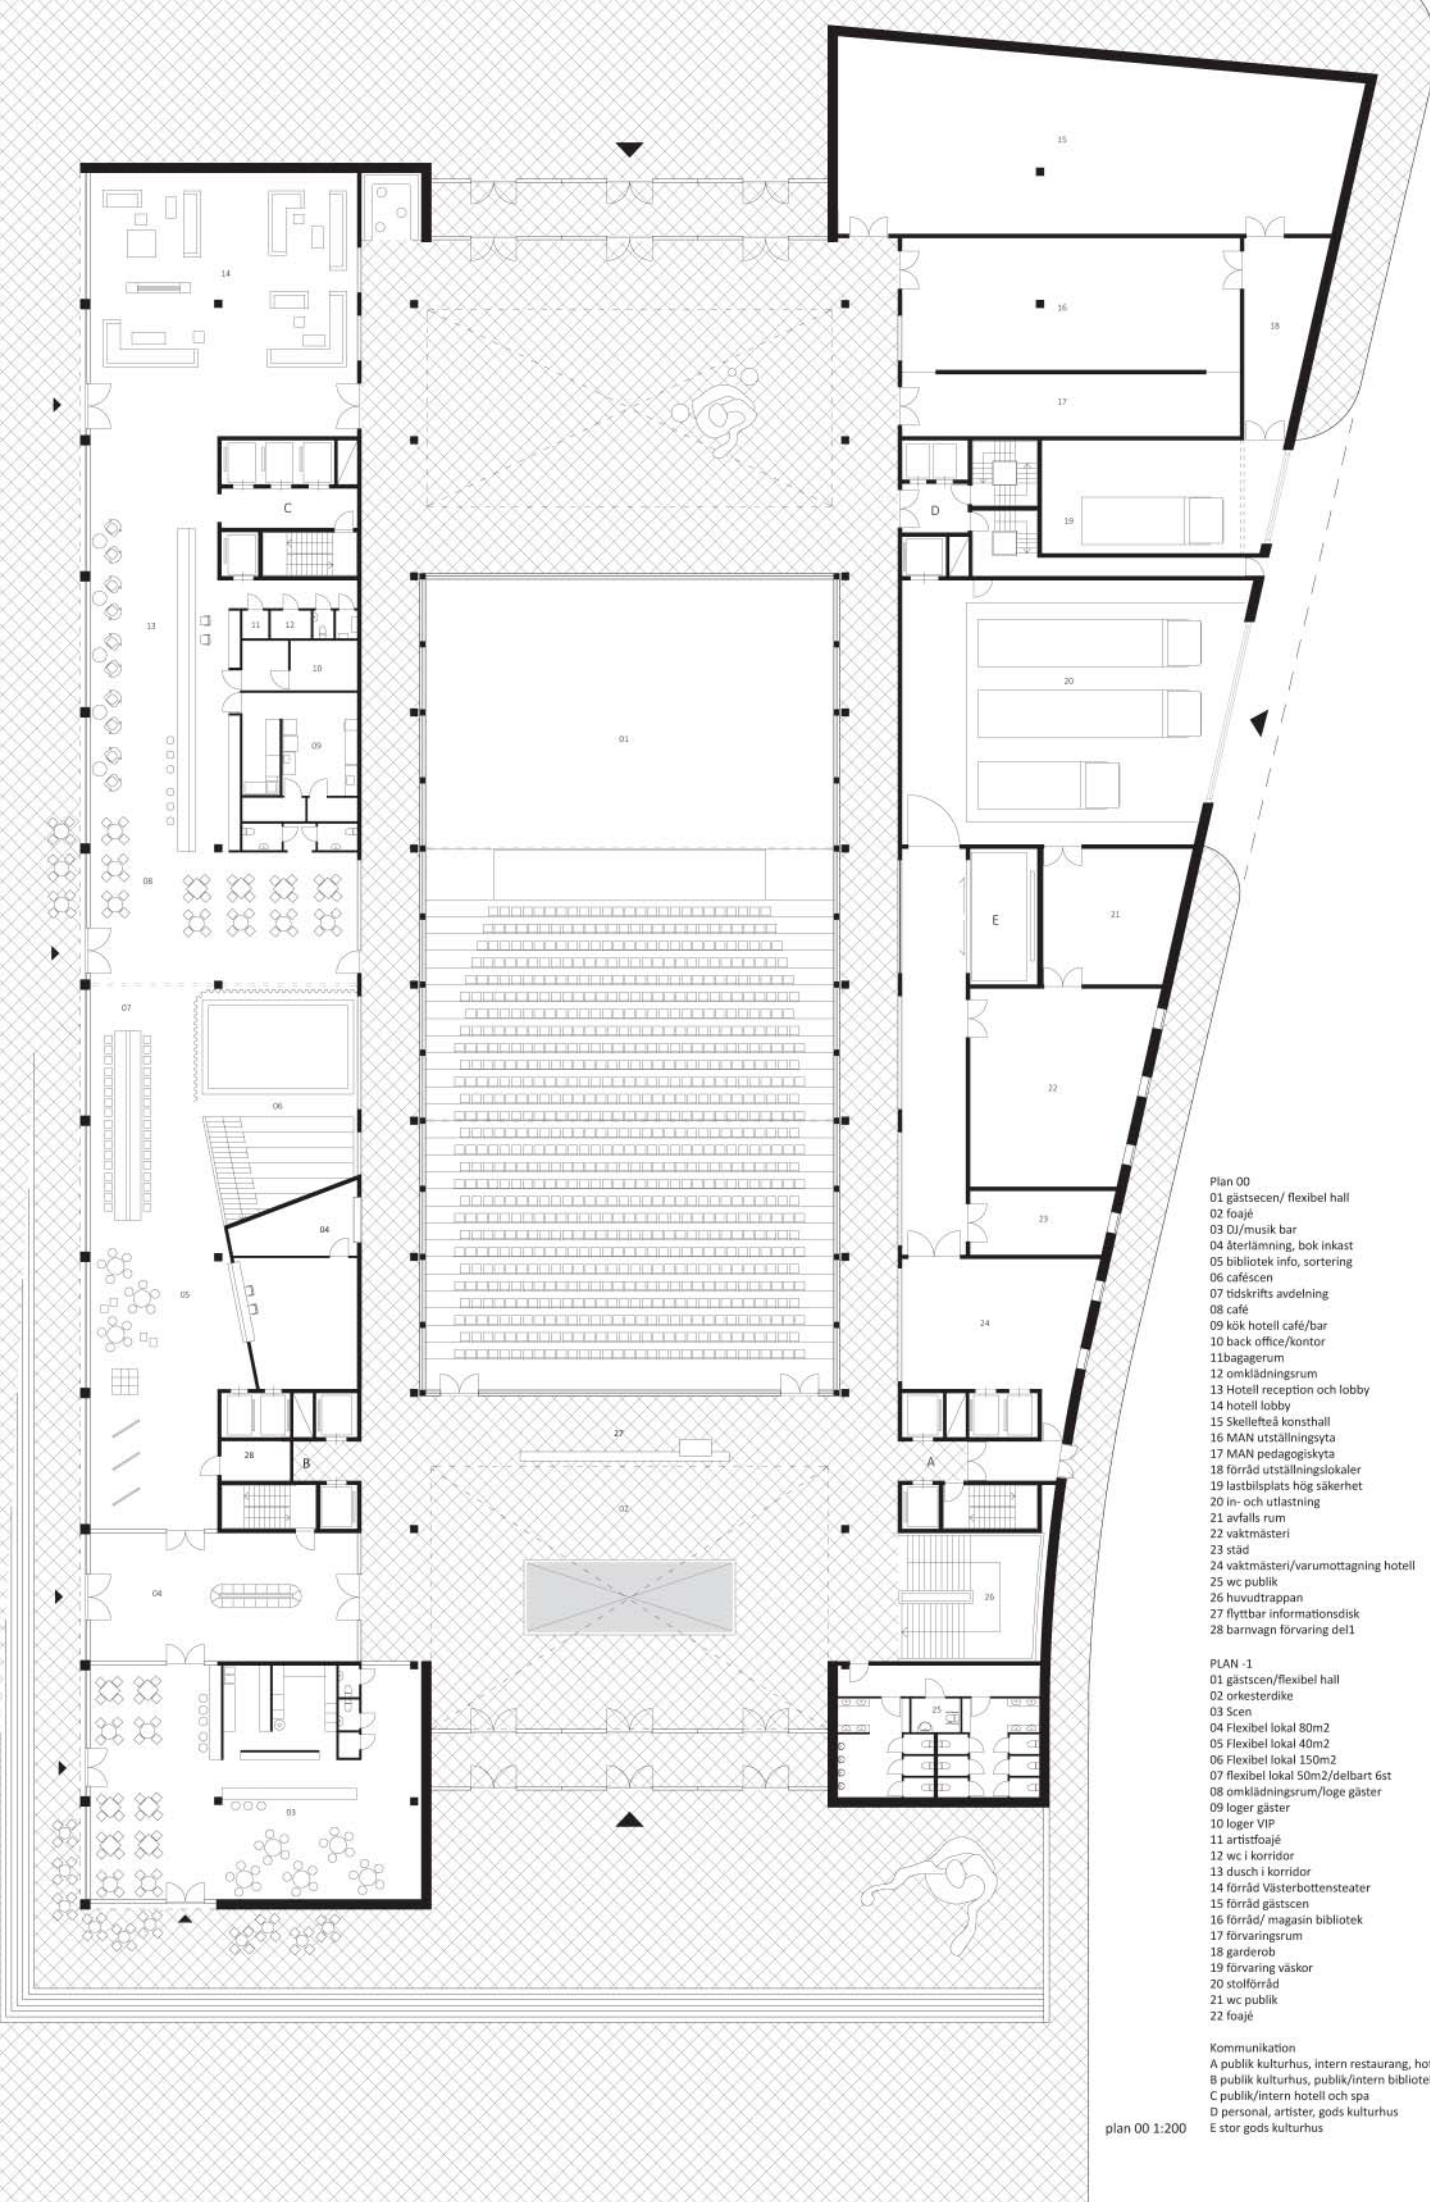 15
14
16
18
17
C
D
19
13
11
12
10
20
01
09
08
E
21
07
06
22
04
23
05
24
27
28
B
A
02
04
26
25
03
Plan 00
01 gästsecen/ flexibel hall
02 foajé
03 DJ/musik bar
04 återlämning, bok inkast
05 bibliotek info, sortering
06 caféscen
07 tidskrifts avdelning
08 café
09 kök hotell café/bar
10 back office/kontor
11bagagerum
12 omklädningsrum
13 Hotell reception och lobby
14 hotell lobby
15 Skellefteå konsthall
16 MAN utställningsyta
17 MAN pedagogiskyta
18 förråd utställningslokaler
19 lastbilsplats hög säkerhet
20 in- och utlastning
21 avfalls rum
22 vaktmästeri
23 städ
24 vaktmästeri/varumottagning hotell
25 wc publik
26 huvudtrappan
27 flyttbar informationsdisk
28 barnvagn förvaring del1
PLAN -1
01 gästscen/flexibel hall
02 orkesterdike
03 Scen
04 Flexibel lokal 80m2
05 Flexibel lokal 40m2
06 Flexibel lokal 150m2
07 flexibel lokal 50m2/delbart 6st
08 omklädningsrum/loge gäster
09 loger gäster
10 loger VIP
11 artistfoajé
12 wc i korridor
13 dusch i korridor
14 förråd Västerbottensteater
15 förråd gästscen
16 förråd/ magasin bibliotek
17 förvaringsrum
18 garderob
19 förvaring väskor
20 stolförråd
21 wc publik
22 foajé
Kommunikation
A publik kulturhus, intern restaurang, hot
B publik kulturhus, publik/intern bibliotek
C publik/intern hotell och spa
D personal, artister, gods kulturhus
E stor gods kulturhus
plan 00 1:200